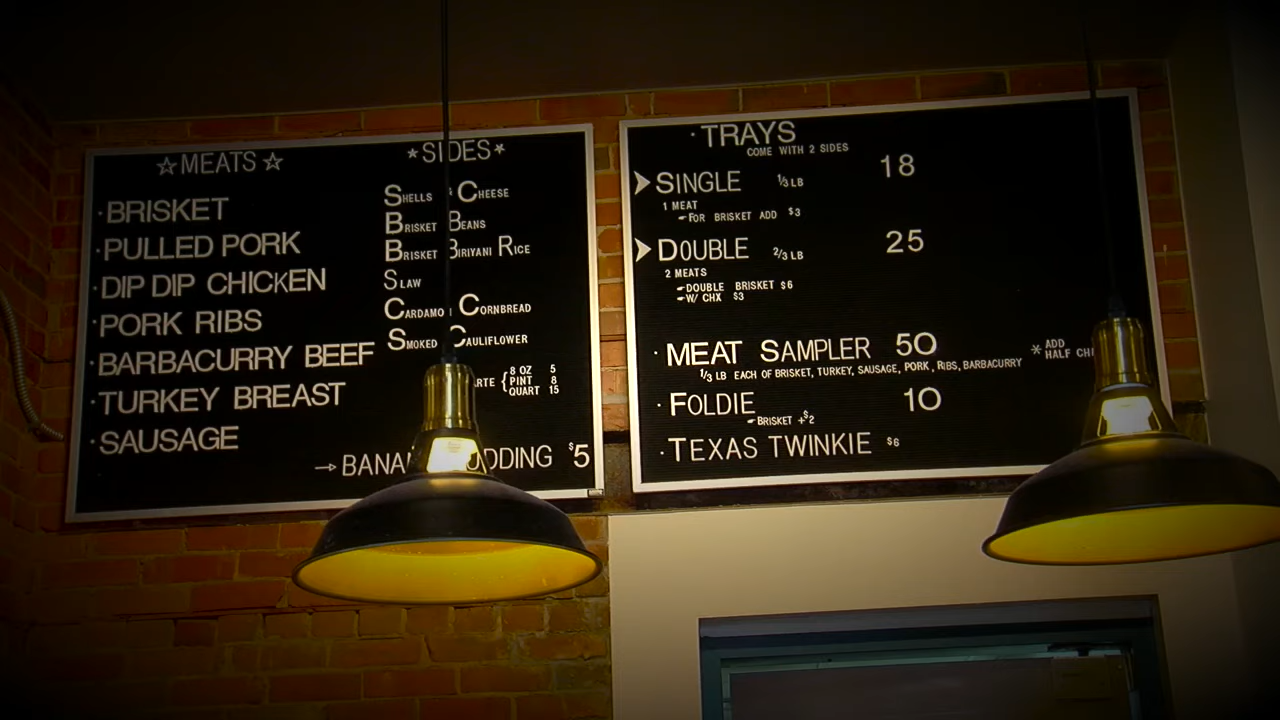 ☆MEATS☆
·BRISKET
·PULLED PORK
·DIP DIP CHICKEN
·PORK RIBS
·BARBACURRY BEEF
·TURKEY BREAST
·SAUSAGE
*SIDES*
SHELLS & CHEESE
BRISKET BEANS
BRISKET BIRIYANI RICE
SLAW
CORNBREAD
SMOKED CAULIFLOWER
8 OZ 5
PINT 8
QUART 15
→ $5
·TRAYS
COME WITH 2 SIDES
SINGLE 1/3 LB 18
1 MEAT
FOR BRISKET ADD $3
DOUBLE 2/3 LB 25
2 MEATS
DOUBLE BRISKET $6
W/ CHX $3
·MEAT SAMPLER 50 * ADD
HALF
1/3 LB EACH OF BRISKET, TURKEY, SAUSAGE, PORK, RIBS, BARBACURRY
·FOLDIE 10
BRISKET +$2
·TEXAS TWINKIE $6